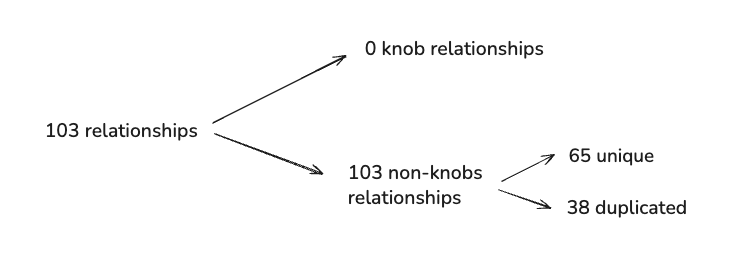 0 knob relationships
103 relationships
65 unique
103 non-knobs
relationships
38 duplicated